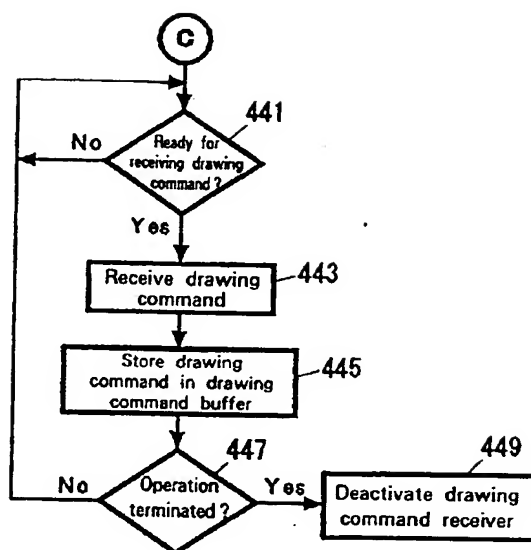 C
441
No
Ready for
receiving drawing
command?
Yes
Receive drawing
command
443
Store drawing
command in drawing
command buffer
445
447
No
Operation
terminated?
Yes
449
Deactivate drawing
command receiver